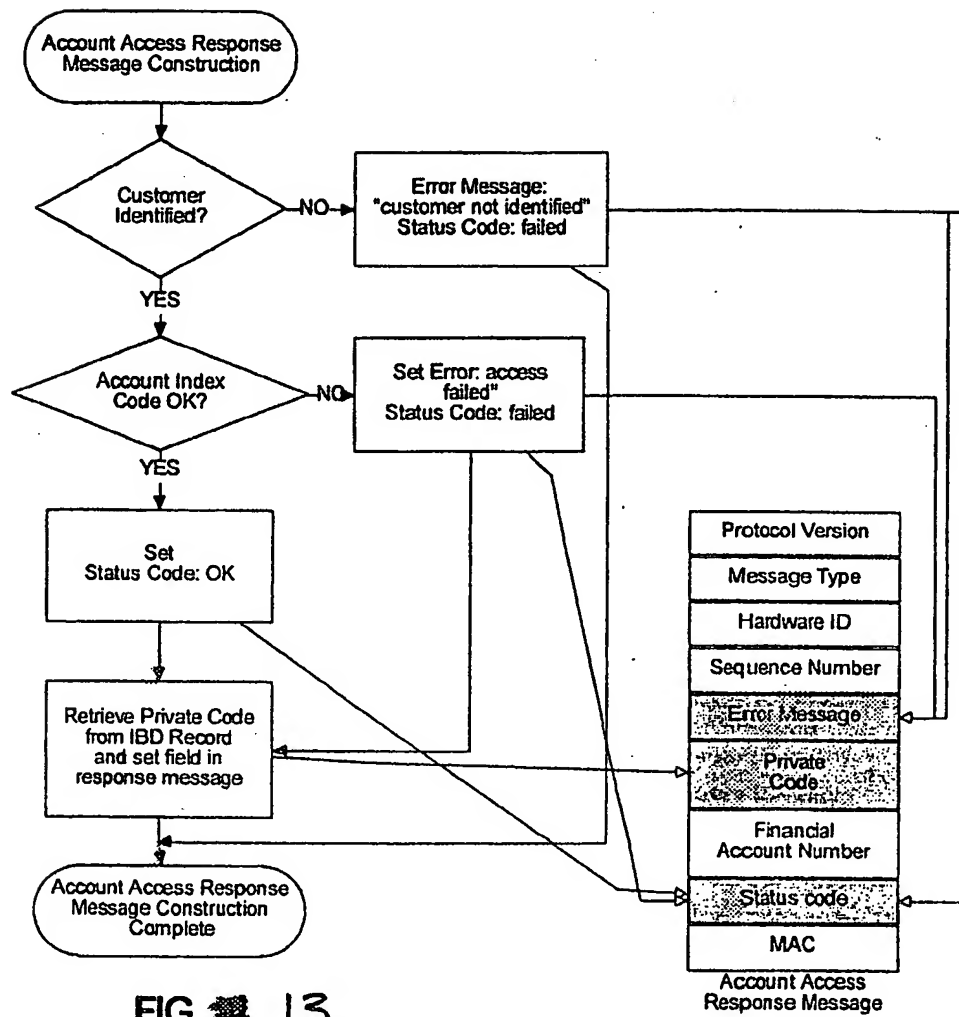 Account Access Response
Message Construction
Customer
Identified?
NO
Error Message:
"customer not identified"
Status Code: failed
YES
Account Index
Code OK?
NO
Set Error: access
failed"
Status Code: failed
YES
Set
Status Code: OK
Retrieve Private Code
from IBD Record
and set field in
response message
Account Access Response
Message Construction
Complete
Protocol Version
Message Type
Hardware ID
Sequence Number
Error Message
Private
Code
Financial
Account Number
Status code
MAC
Account Access
Response Message
FIG 13